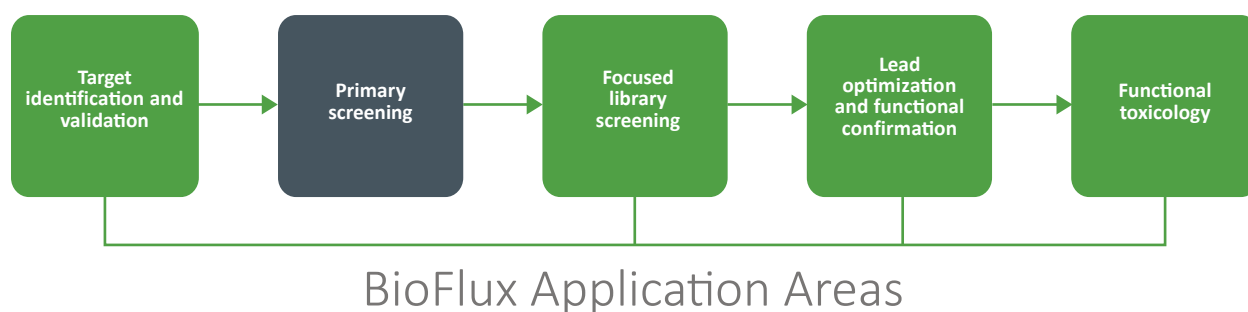 Target
identification and
validation
Primary
screening
Focused
library
screening
Lead
optimization
and functional
confirmation
Functional
toxicology
BioFlux Application Areas